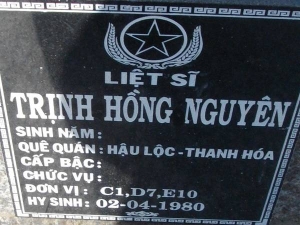 LIỆT SĨ
TRỊNH HỒNG NGUYÊN
SINH NĂM :
QUÊ QUÁN : HẬU LỘC - THANH HÓA
CẤP BẬC :
CHỨC VỤ :
ĐƠN VỊ : C1,D7,E10
HY SINH : 02-04-1980